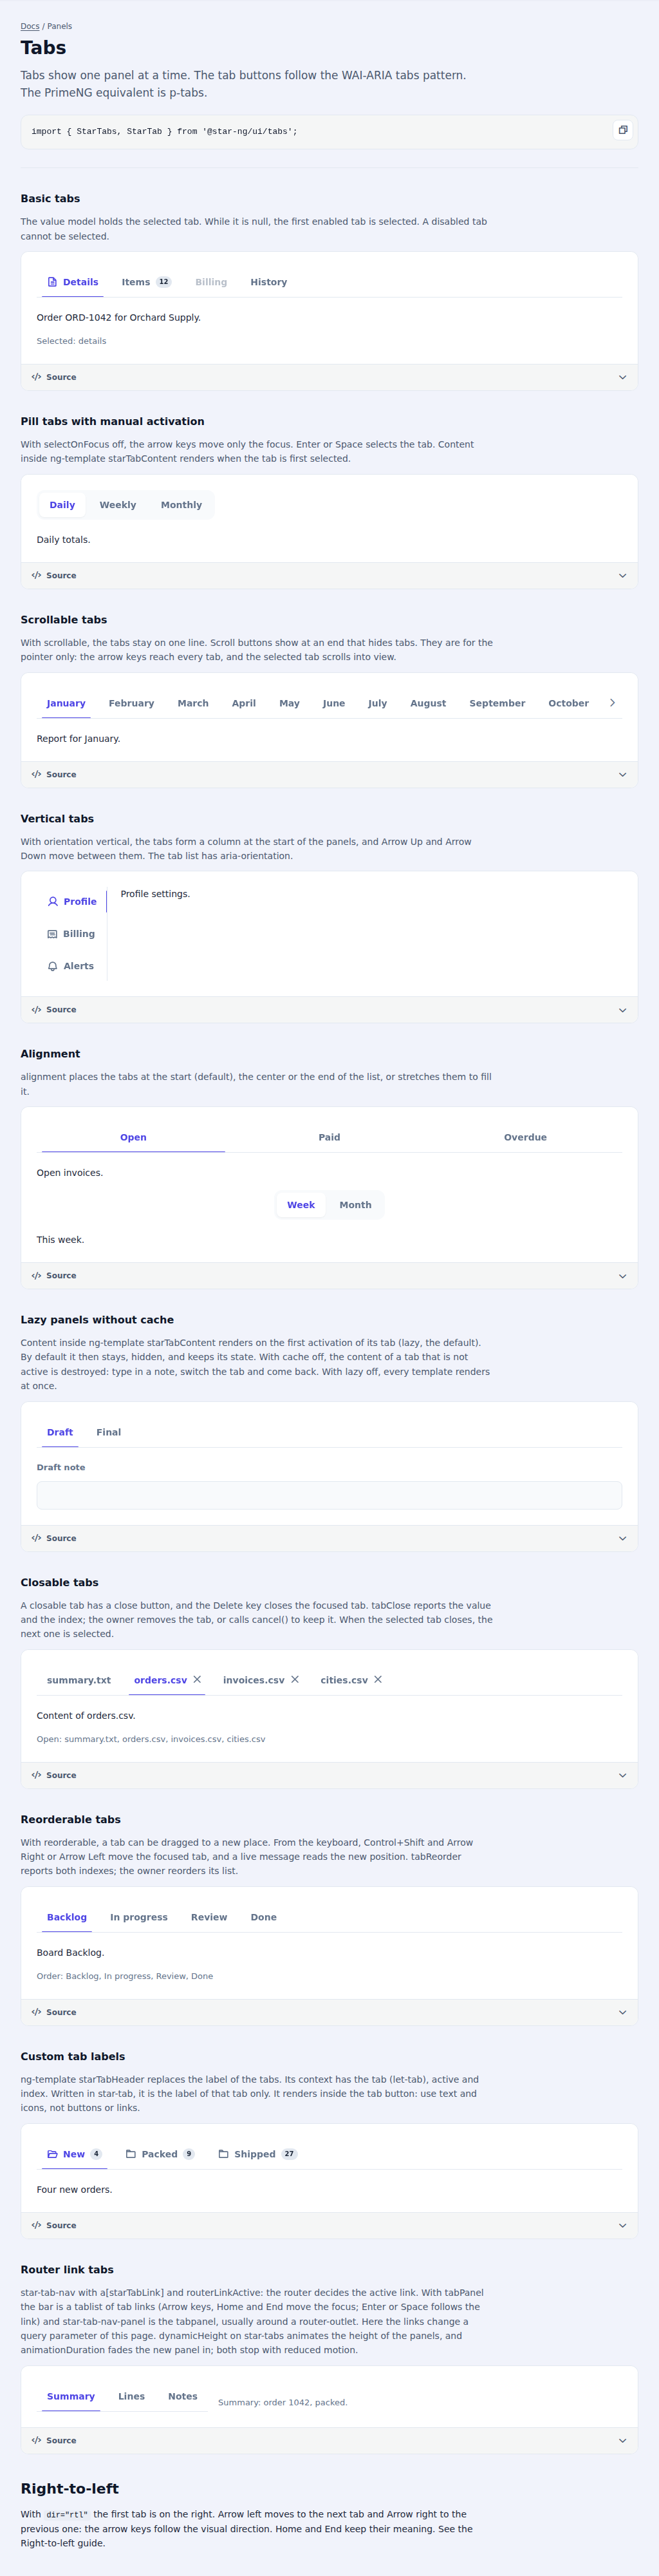 Docs / Panels
Tabs
Tabs show one panel at a time. The tab buttons follow the WAI-ARIA tabs pattern.
The PrimeNG equivalent is p-tabs.
import { StarTabs, StarTab } from '@star-ng/ui/tabs';
Basic tabs
The value model holds the selected tab. While it is null, the first enabled tab is selected. A disabled tab
cannot be selected.
Details Items 12 Billing History
Order ORD-1042 for Orchard Supply.
Selected: details
Source
Pill tabs with manual activation
With selectOnFocus off, the arrow keys move only the focus. Enter or Space selects the tab. Content
inside ng-template starTabContent renders when the tab is first selected.
Daily Weekly Monthly
Daily totals.
Source
Scrollable tabs
With scrollable, the tabs stay on one line. Scroll buttons show at an end that hides tabs. They are for the
pointer only: the arrow keys reach every tab, and the selected tab scrolls into view.
January February March April May June July August September October
Report for January.
Source
Vertical tabs
With orientation vertical, the tabs form a column at the start of the panels, and Arrow Up and Arrow
Down move between them. The tab list has aria-orientation.
Profile Profile settings.
Billing
Alerts
Source
Alignment
alignment places the tabs at the start (default), the center or the end of the list, or stretches them to fill
it.
Open Paid Overdue
Open invoices.
Week Month
This week.
Source
Lazy panels without cache
Content inside ng-template starTabContent renders on the first activation of its tab (lazy, the default).
By default it then stays, hidden, and keeps its state. With cache off, the content of a tab that is not
active is destroyed: type in a note, switch the tab and come back. With lazy off, every template renders
at once.
Draft Final
Draft note
Source
Closable tabs
A closable tab has a close button, and the Delete key closes the focused tab. tabClose reports the value
and the index; the owner removes the tab, or calls cancel() to keep it. When the selected tab closes, the
next one is selected.
summary.txt orders.csv invoices.csv cities.csv
Content of orders.csv.
Open: summary.txt, orders.csv, invoices.csv, cities.csv
Source
Reorderable tabs
With reorderable, a tab can be dragged to a new place. From the keyboard, Control+Shift and Arrow
Right or Arrow Left move the focused tab, and a live message reads the new position. tabReorder
reports both indexes; the owner reorders its list.
Backlog In progress Review Done
Board Backlog.
Order: Backlog, In progress, Review, Done
Source
Custom tab labels
ng-template starTabHeader replaces the label of the tabs. Its context has the tab (let-tab), active and
index. Written in star-tab, it is the label of that tab only. It renders inside the tab button: use text and
icons, not buttons or links.
New 4 Packed 9 Shipped 27
Four new orders.
Source
Router link tabs
star-tab-nav with a[starTabLink] and routerLinkActive: the router decides the active link. With tabPanel
the bar is a tablist of tab links (Arrow keys, Home and End move the focus; Enter or Space follows the
link) and star-tab-nav-panel is the tabpanel, usually around a router-outlet. Here the links change a
query parameter of this page. dynamicHeight on star-tabs animates the height of the panels, and
animationDuration fades the new panel in; both stop with reduced motion.
Summary Lines Notes Summary: order 1042, packed.
Source
Right-to-left
With dir="rtl" the first tab is on the right. Arrow left moves to the next tab and Arrow right to the
previous one: the arrow keys follow the visual direction. Home and End keep their meaning. See the
Right-to-left guide.